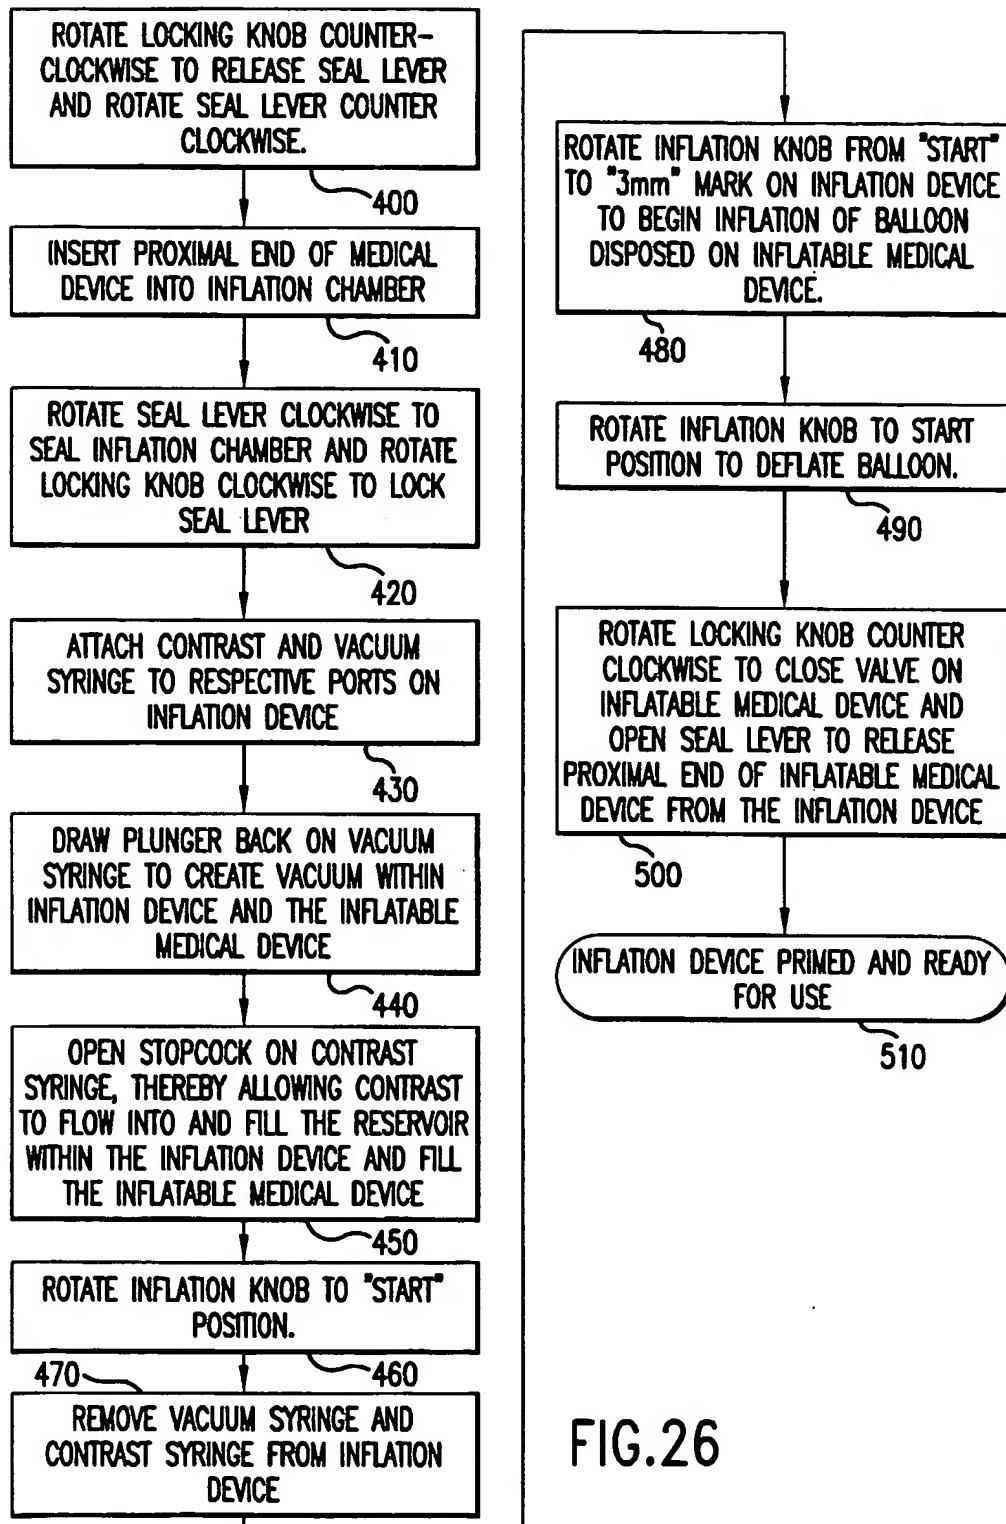 ROTATE LOCKING KNOB COUNTER-
CLOCKWISE TO RELEASE SEAL LEVER
AND ROTATE SEAL LEVER COUNTER
CLOCKWISE.
400
INSERT PROXIMAL END OF MEDICAL
DEVICE INTO INFLATION CHAMBER
410
ROTATE SEAL LEVER CLOCKWISE TO
SEAL INFLATION CHAMBER AND ROTATE
LOCKING KNOB CLOCKWISE TO LOCK
SEAL LEVER
420
ATTACH CONTRAST AND VACUUM
SYRINGE TO RESPECTIVE PORTS ON
INFLATION DEVICE
430
DRAW PLUNGER BACK ON VACUUM
SYRINGE TO CREATE VACUUM WITHIN
INFLATION DEVICE AND THE INFLATABLE
MEDICAL DEVICE
440
OPEN STOPCOCK ON CONTRAST
SYRINGE, THEREBY ALLOWING CONTRAST
TO FLOW INTO AND FILL THE RESERVOIR
WITHIN THE INFLATION DEVICE AND FILL
THE INFLATABLE MEDICAL DEVICE
450
ROTATE INFLATION KNOB TO "START"
POSITION.
460
470
REMOVE VACUUM SYRINGE AND
CONTRAST SYRINGE FROM INFLATION
DEVICE
ROTATE INFLATION KNOB FROM "START"
TO "3mm" MARK ON INFLATION DEVICE
TO BEGIN INFLATION OF BALLOON
DISPOSED ON INFLATABLE MEDICAL
DEVICE.
480
ROTATE INFLATION KNOB TO START
POSITION TO DEFLATE BALLOON.
490
ROTATE LOCKING KNOB COUNTER
CLOCKWISE TO CLOSE VALVE ON
INFLATABLE MEDICAL DEVICE AND
OPEN SEAL LEVER TO RELEASE
PROXIMAL END OF INFLATABLE MEDICAL
DEVICE FROM THE INFLATION DEVICE
500
INFLATION DEVICE PRIMED AND READY
FOR USE
510
FIG.26